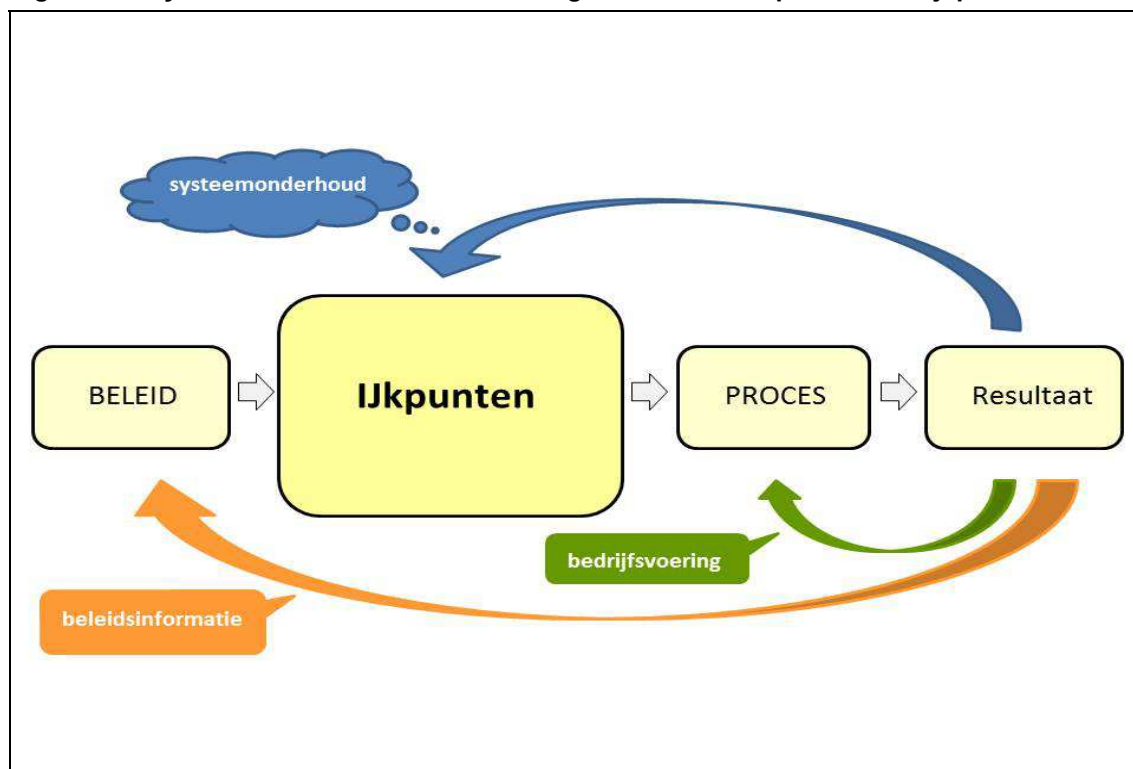 systeemonderhoud
BELEID
IJkpunten
PROCES
Resultaat
bedrijfsvoering
beleidsinformatie